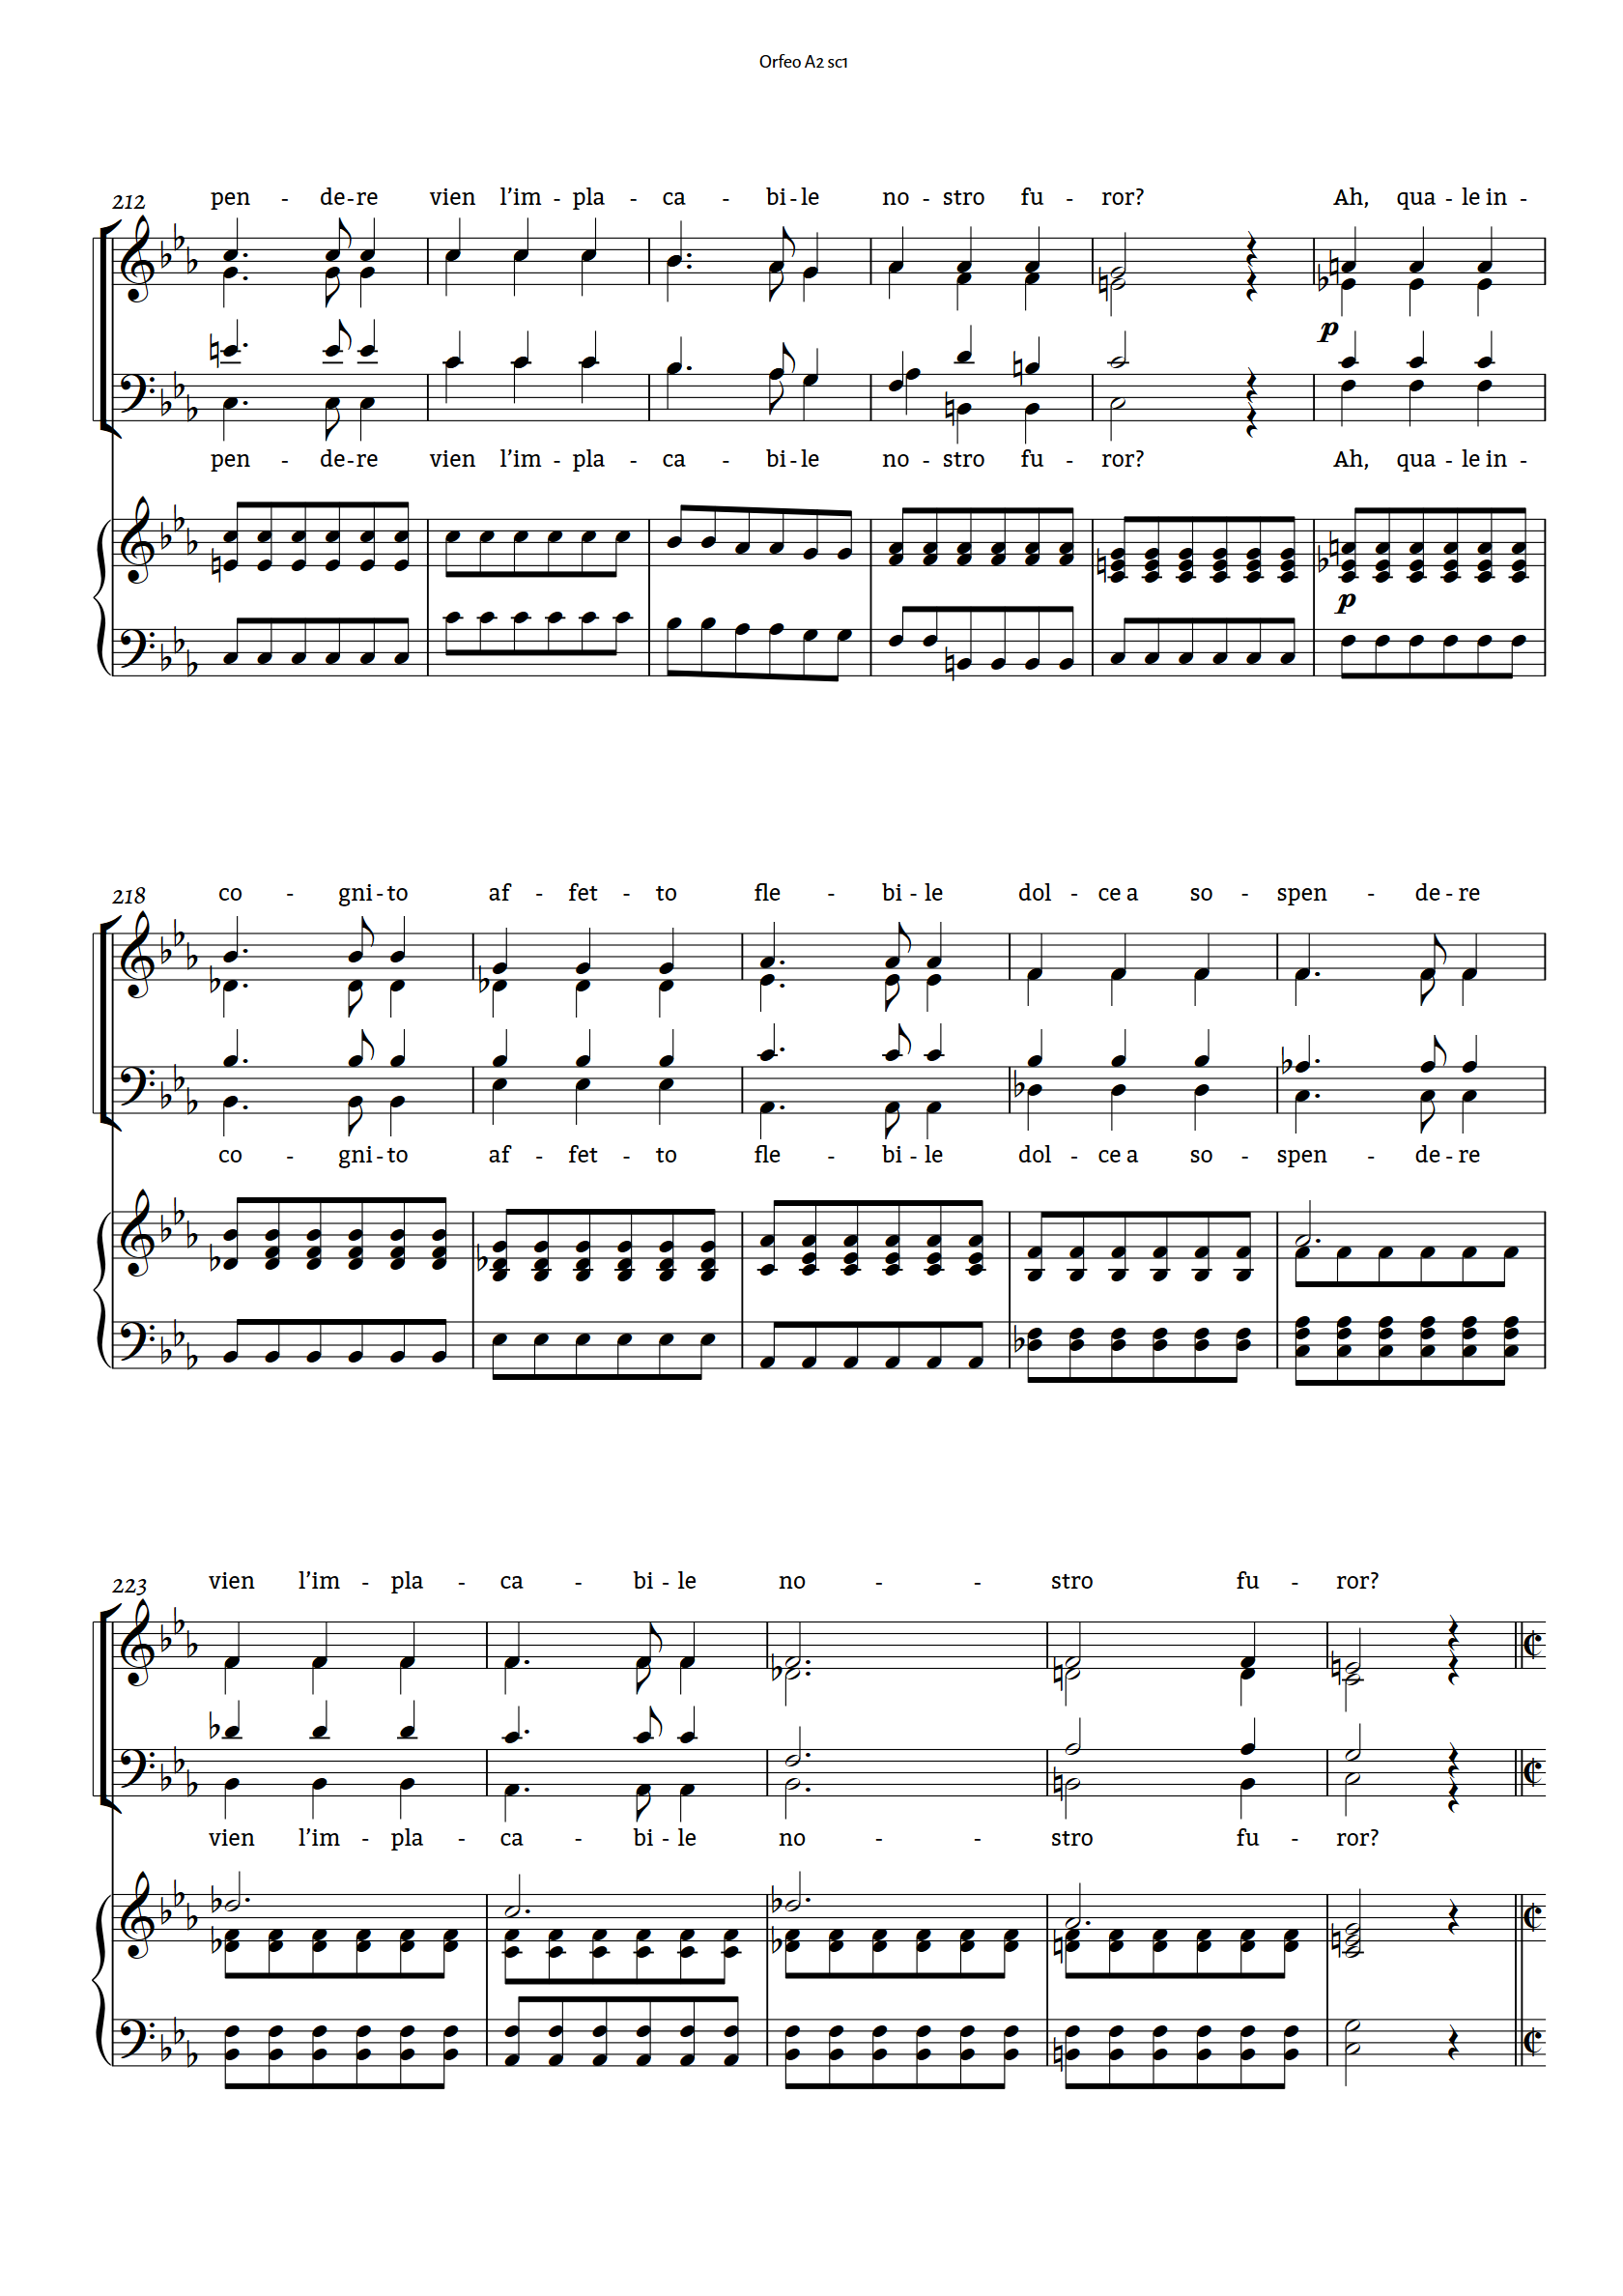 Orfeo A2 sc1
212 pen - de-re vien l’im - pla - ca - bi-le no - stro fu - ror? Ah, qua - le in -
p
pen - de-re vien l’im - pla - ca - bi-le no - stro fu - ror? Ah, qua - le in -
p
218 co - gni-to af - fet - to fle - bi - le dol - ce a so - spen - de - re
co - gni-to af - fet - to fle - bi - le dol - ce a so - spen - de - re
223 vien l’im - pla - ca - bi - le no - - stro fu - ror?
vien l’im - pla - ca - bi - le no - - stro fu - ror?